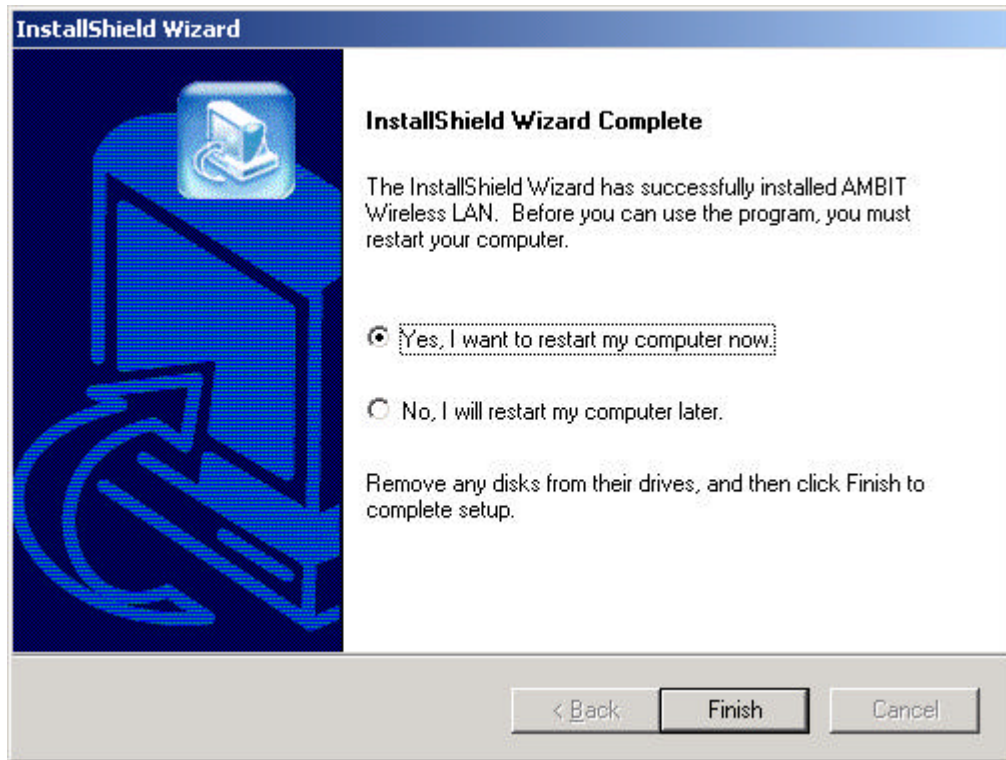 InstallShield Wizard
InstallShield Wizard Complete
The InstallShield Wizard has successfully installed AMBIT
Wireless LAN.  Before you can use the program, you must
restart your computer.
Yes, I want to restart my computer now.
No, I will restart my computer later.
Remove any disks from their drives, and then click Finish to
complete setup.
< Back Finish Cancel